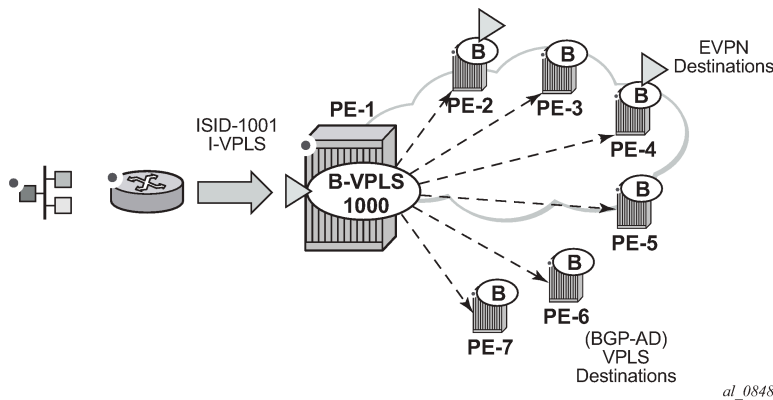 B
B
EVPN
Destinations
B
PE-1
PE-2
PE-3
ISID-1001
I-VPLS
PE-4
B-VPLS
1000
B
PE-5
B
B
PE-6
PE-7
(BGP-AD)
VPLS
Destinations
al_0848